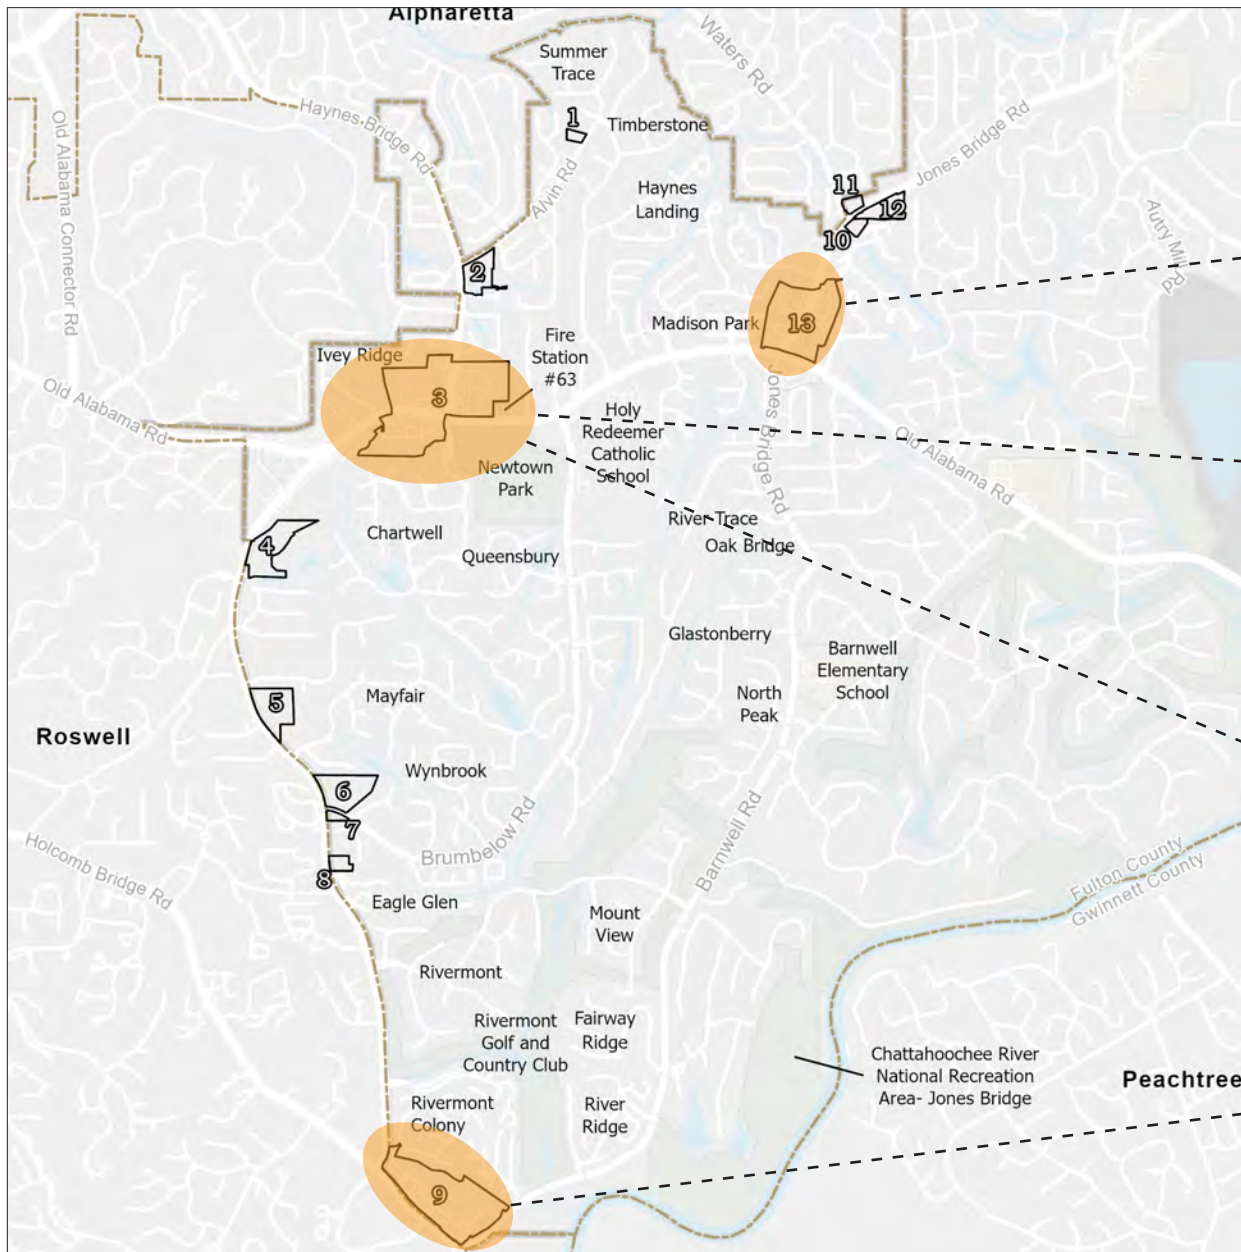 Alpharetta
Summer
Trace
Waters Rd
Haynes Bridge Rd
Old Alabama Connector Rd
1
Timberstone
Jones Bridge Rd
Alvin Rd
Haynes
Landing
11
12
10
Autry Mill Rd
2
Madison Park
13
Fire
Station
#63
Ivey Ridge
3
Old Alabama Rd
Holy
Redeemer
Catholic
School
Jones Bridge Rd
Old Alabama Rd
Newtown
Park
Chartwell
4
Queensbury
River Trace
Oak Bridge
Glastonberry
Barnwell
Elementary
School
5
Mayfair
North
Peak
Roswell
Wynbrook
6
7
Holcomb Bridge Rd
Brumbelow Rd
Barnwell Rd
8
Eagle Glen
Mount
View
Fulton County
Gwinnett County
Rivermont
Rivermont
Golf and
Country Club
Fairway
Ridge
Chattahoochee River
National Recreation
Area- Jones Bridge
Peachtree
Rivermont
Colony
River
Ridge
9